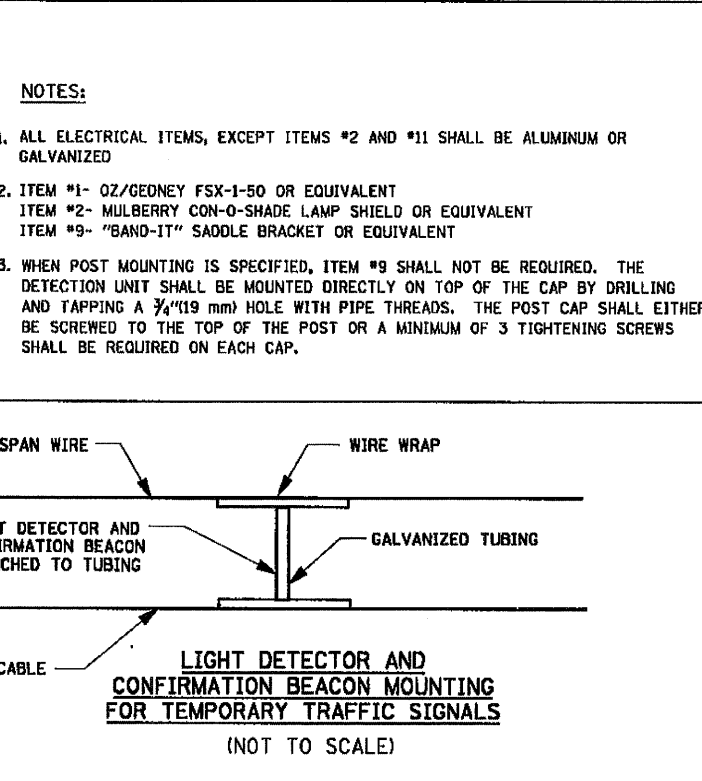 NOTES:
1. ALL ELECTRICAL ITEMS, EXCEPT ITEMS #2 AND #11 SHALL BE ALUMINUM OR
GALVANIZED
2. ITEM #1- OZ/GEDNEY FSX-1-50 OR EQUIVALENT
ITEM #2- MULBERRY CON-O-SHADE LAMP SHIELD OR EQUIVALENT
ITEM #9- "BAND-IT" SADDLE BRACKET OR EQUIVALENT
3. WHEN POST MOUNTING IS SPECIFIED, ITEM #9 SHALL NOT BE REQUIRED. THE
DETECTION UNIT SHALL BE MOUNTED DIRECTLY ON TOP OF THE CAP BY DRILLING
AND TAPPING A 3/4"(19 mm) HOLE WITH PIPE THREADS. THE POST CAP SHALL EITHER
BE SCREWED TO THE TOP OF THE POST OR A MINIMUM OF 3 TIGHTENING SCREWS
SHALL BE REQUIRED ON EACH CAP.
SPAN WIRE
WIRE WRAP
T DETECTOR AND
IRMATION BEACON
CHED TO TUBING
GALVANIZED TUBING
CABLE
LIGHT DETECTOR AND
CONFIRMATION BEACON MOUNTING
FOR TEMPORARY TRAFFIC SIGNALS
(NOT TO SCALE)